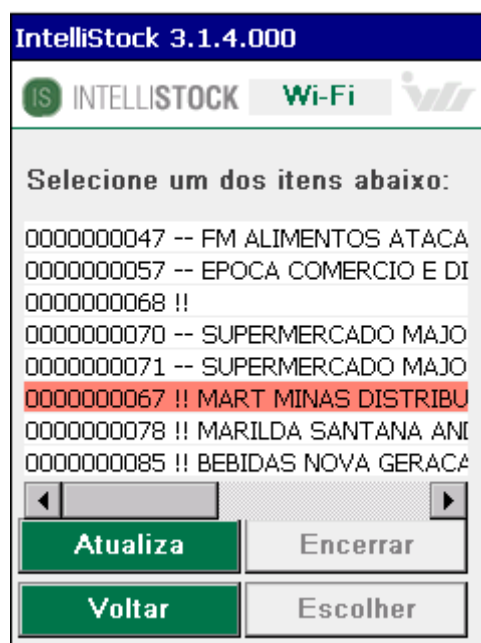 IntelliStock 3.1.4.000
IS INTELLISTOCK Wi-Fi
Selecione um dos itens abaixo:
0000000047 -- FM ALIMENTOS ATACA
0000000057 -- EPOCA COMERCIO E DI
0000000068 !!
0000000070 -- SUPERMERCADO MAJO
0000000071 -- SUPERMERCADO MAJO
0000000067 !! MART MINAS DISTRIBU
0000000078 !! MARILDA SANTANA AND
0000000085 !! BEBIDAS NOVA GERACA
Atualiza Encerrar
Voltar Escolher